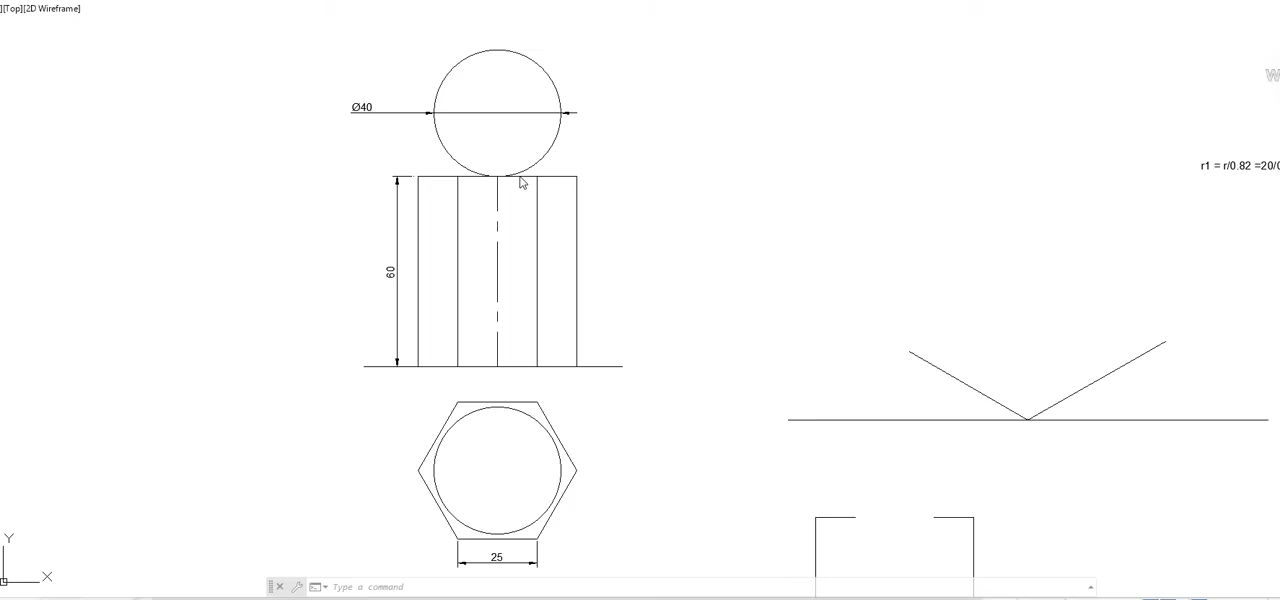 ][Top][2D Wireframe]
Ø40
r1 = r/0.82 =20/0
60
25
Y
X
Type a command